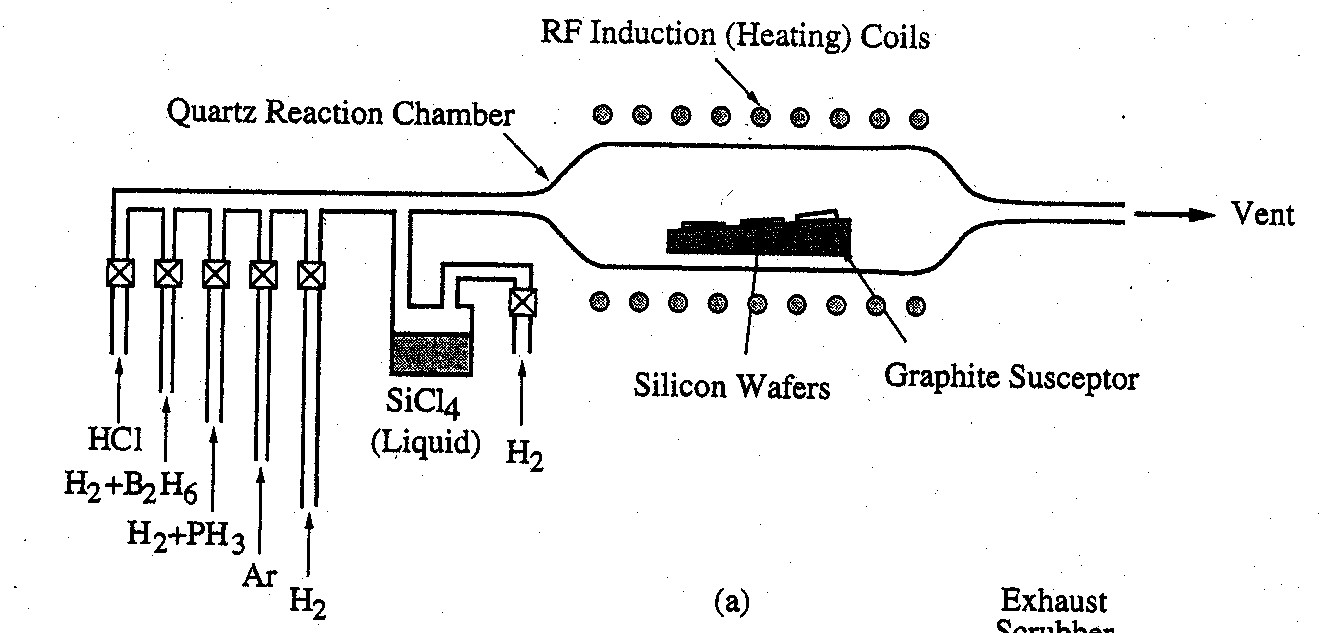 RF Induction (Heating) Coils
Quartz Reaction Chamber
Vent
Silicon Wafers
Graphite Susceptor
SiCl4
(Liquid)
H2
HCl
H2+B2H6
H2+PH3
Ar
H2
(a)
Exhaust
Scrubber